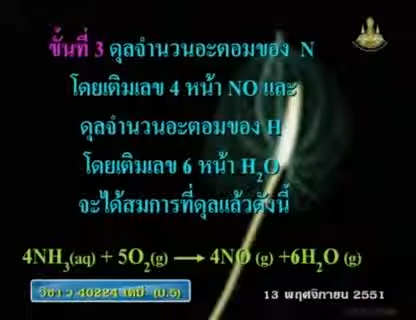 ขั้นที่ 3 ดุลจำนวนอะตอมของ N
โดยเติมเลข 4 หน้า NO และ
ดุลจำนวนอะตอมของ H
โดยเติมเลข 6 หน้า H₂O
จะได้สมการที่ดุลแล้วดังนี้
4NH₃(aq) + 5O₂(g) ⟶ 4NO (g) +6H₂O (g)
วิชา ว 40224 เคมี (ม.5)
13 พฤศจิกายน 2551